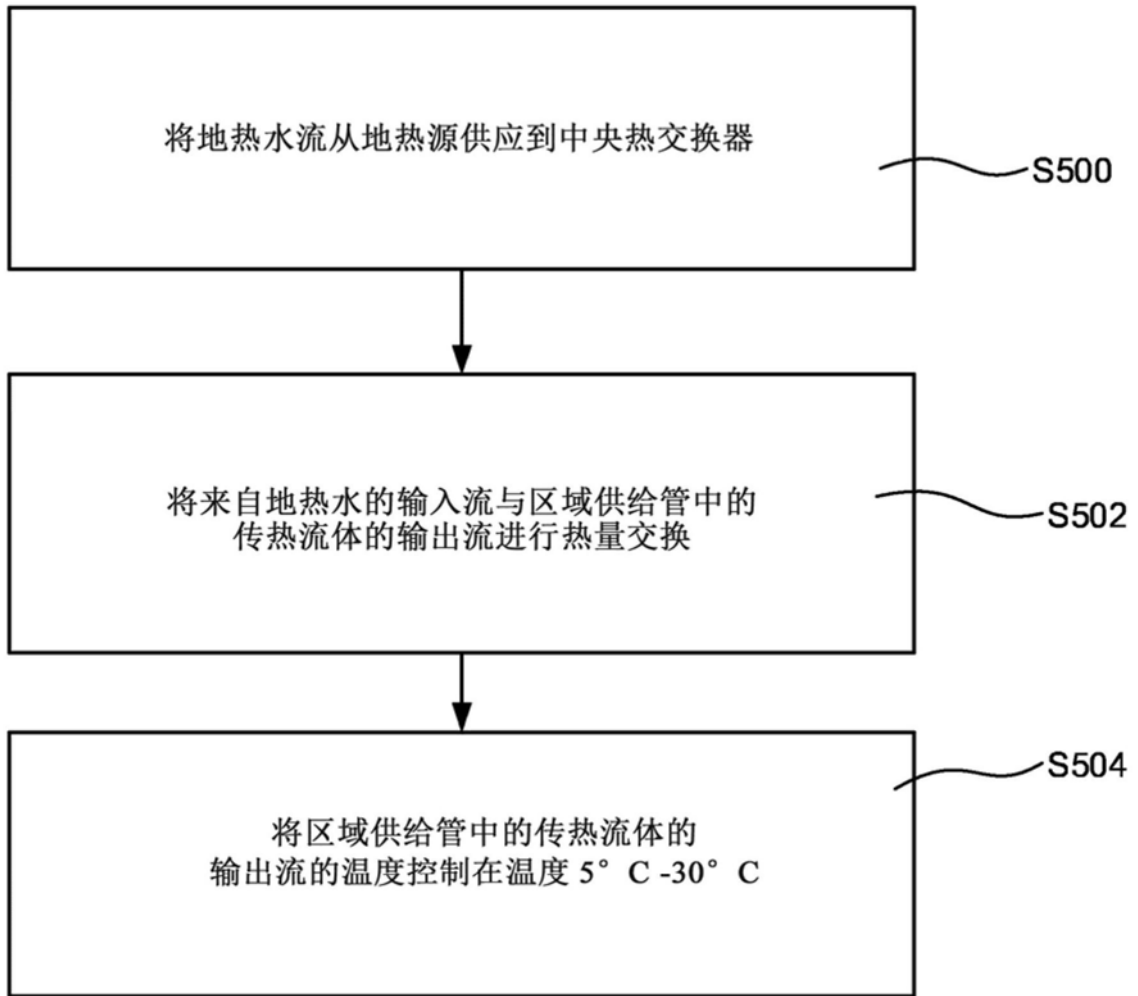 将地热水流从地热源供应到中央热交换器
S500
将来自地热水的输入流与区域供给管中的
传热流体的输出流进行热量交换
S502
S504
将区域供给管中的传热流体的
输出流的温度控制在温度 5°C -30°C